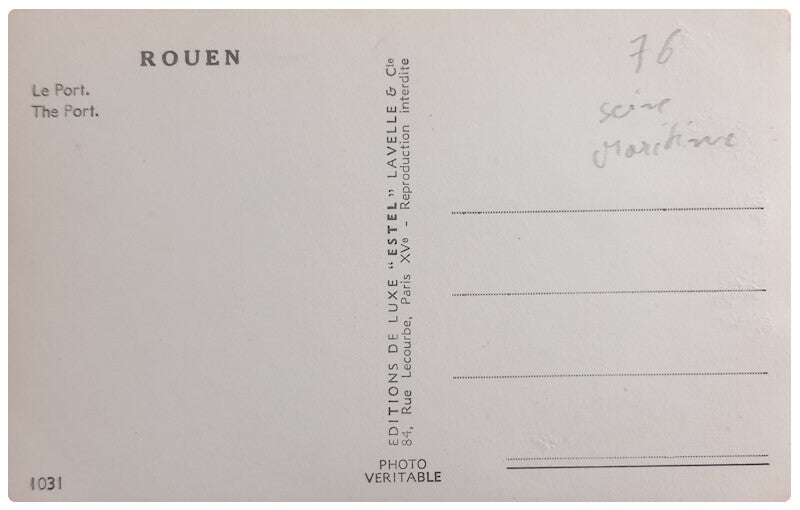 ROUEN
Le Port.
The Port.
EDITIONS DE LUXE "ESTEL" LAVELLE & Cie
84, Rue Lecourbe, Paris XVe - Reproduction interdite
PHOTO
VERITABLE
1031
76
seine
Maritime